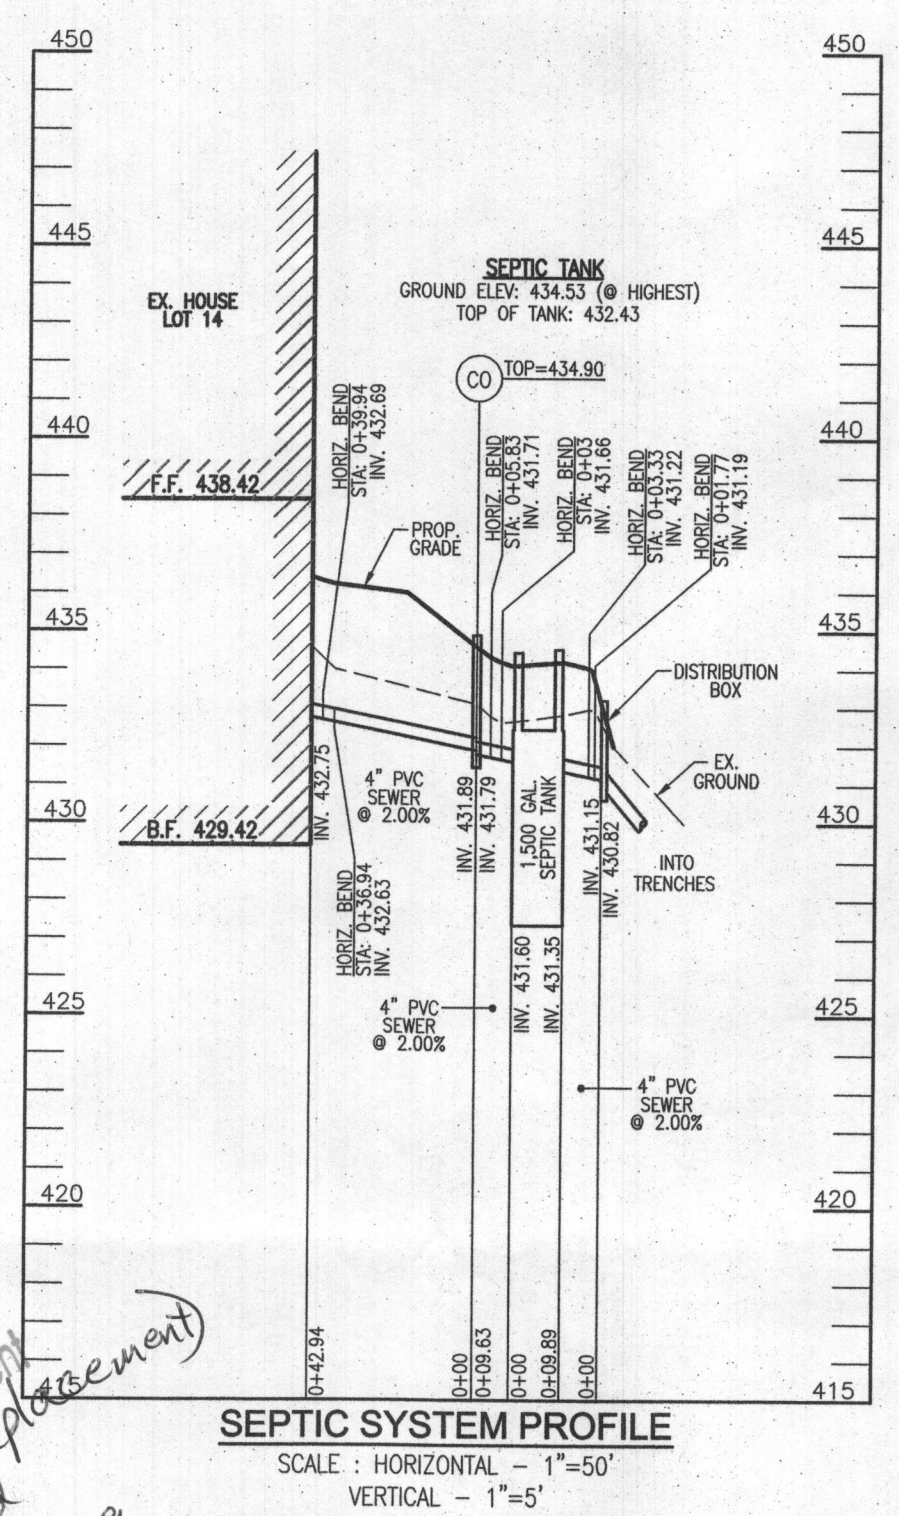 450
450
445
445
SEPTIC TANK
GROUND ELEV: 434.53 (@ HIGHEST)
TOP OF TANK: 432.43
EX. HOUSE
LOT 14
CO
TOP=434.90
HORIZ. BEND
STA: 0+39.94
INV. 432.69
440
440
HORIZ. BEND
STA: 0+05.83
INV. 431.71
HORIZ. BEND
STA: 0+03
INV. 431.66
HORIZ. BEND
STA: 0+03.33
INV. 431.22
HORIZ. BEND
STA: 0+01.77
INV. 431.19
F.F. 438.42
PROP.
GRADE
435
435
DISTRIBUTION
BOX
EX.
GROUND
INV. 432.75
4" PVC
SEWER
@ 2.00%
INV. 431.89
INV. 431.79
1,500 GAL.
SEPTIC TANK
INV. 431.15
INV. 430.82
430
430
B.F. 429.42
INTO
TRENCHES
HORIZ. BEND
STA: 0+36.94
INV. 432.63
INV. 431.60
INV. 431.35
425
425
4" PVC
SEWER
@ 2.00%
4" PVC
SEWER
@ 2.00%
420
420
0+42.94
0+00
0+09.63
0+00
0+09.89
0+00
415
415
placement)
SEPTIC SYSTEM PROFILE
SCALE : HORIZONTAL - 1"=50'
VERTICAL - 1"=5'